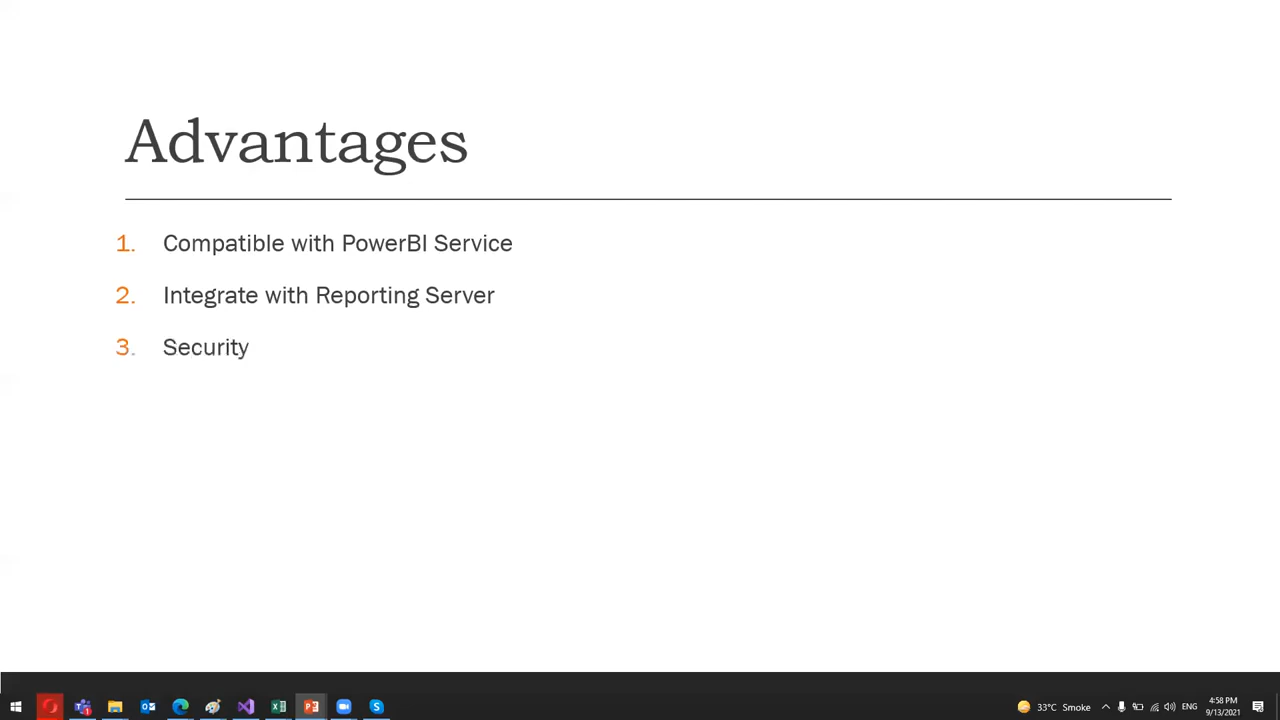 Advantages
1. Compatible with PowerBI Service
2. Integrate with Reporting Server
3. Security
33°C Smoke
ENG
4:58 PM
9/13/2021